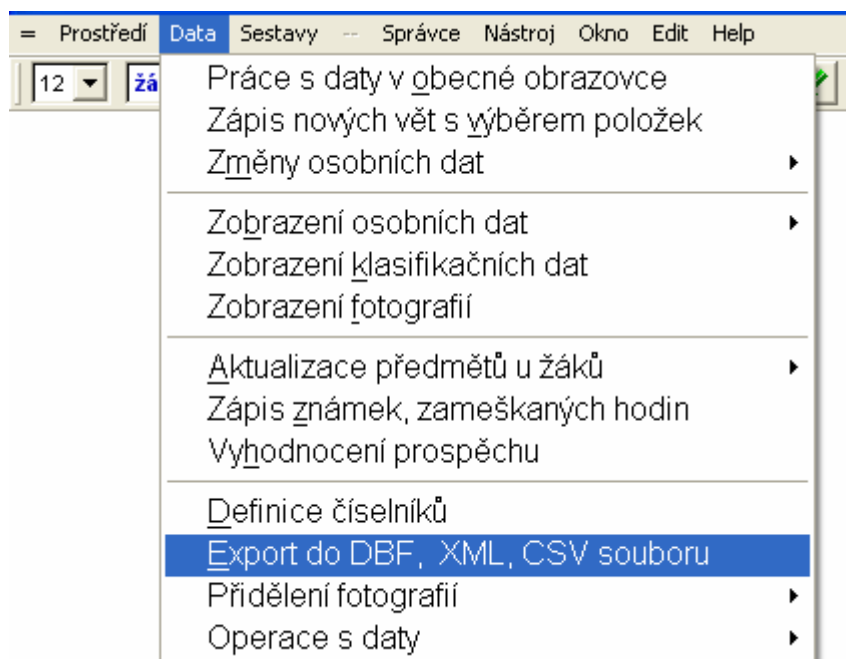 = Prostředí Data Sestavy -- Správce Nástroj Okno Edit Help
12 žá
Práce s daty v obecné obrazovce
Zápis nových vět s výběrem položek
Změny osobních dat
Zobrazení osobních dat
Zobrazení klasifikačních dat
Zobrazení fotografií
Aktualizace předmětů u žáků
Zápis známek, zameškaných hodin
Vyhodnocení prospěchu
Definice číselníků
Export do DBF, XML, CSV souboru
Přidělení fotografií
Operace s daty